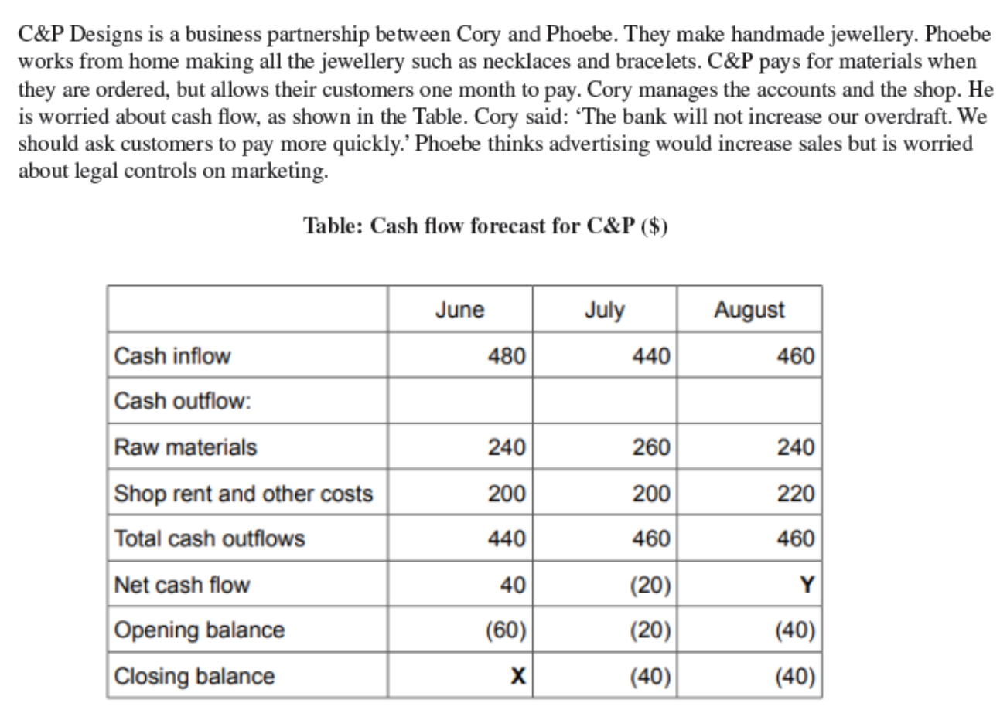 C&P Designs is a business partnership between Cory and Phoebe. They make handmade jewellery. Phoebe
works from home making all the jewellery such as necklaces and bracelets. C&P pays for materials when
they are ordered, but allows their customers one month to pay. Cory manages the accounts and the shop. He
is worried about cash flow, as shown in the Table. Cory said: ‘The bank will not increase our overdraft. We
should ask customers to pay more quickly.’ Phoebe thinks advertising would increase sales but is worried
about legal controls on marketing.
Table: Cash flow forecast for C&P ($)
June July August
Cash inflow 480 440 460
Cash outflow:
Raw materials 240 260 240
Shop rent and other costs 200 200 220
Total cash outflows 440 460 460
Net cash flow 40 (20) Y
Opening balance (60) (20) (40)
Closing balance X (40) (40)